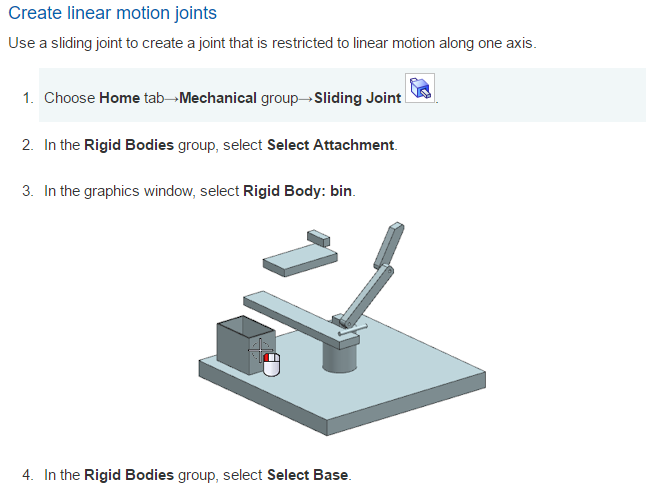 Create linear motion joints
Use a sliding joint to create a joint that is restricted to linear motion along one axis.
1. Choose Home tab→Mechanical group→Sliding Joint .
2. In the Rigid Bodies group, select Select Attachment.
3. In the graphics window, select Rigid Body: bin.
4. In the Rigid Bodies group, select Select Base.